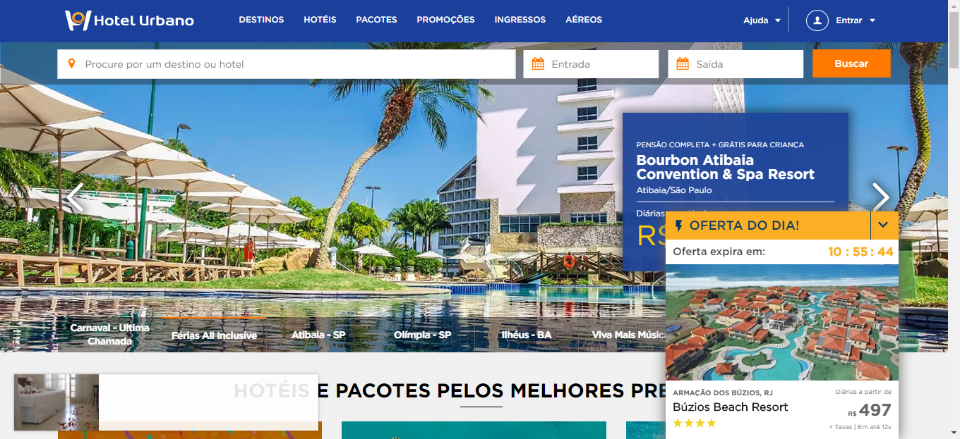 Hotel Urbano
DESTINOS HOTÉIS PACOTES PROMOÇÕES INGRESSOS AÉREOS
Ajuda
Entrar
Procure por um destino ou hotel
Entrada
Saída
Buscar
PENSÃO COMPLETA + GRÁTIS PARA CRIANÇA
Bourbon Atibaia
Convention & Spa Resort
Atibaia/São Paulo
Diárias
R$
OFERTA DO DIA!
Oferta expira em: 10 : 55 : 44
Carnaval - Ultima
Chamada
Férias All Inclusive
Atibaia - SP
Olímpia - SP
Ilhéus - BA
Viva Mais Músic
HOTÉIS E PACOTES PELOS MELHORES PRE
ARMAÇÃO DOS BÚZIOS, RJ
Búzios Beach Resort
Diárias a partir de
R$ 497
+ Taxas | Em até 12x